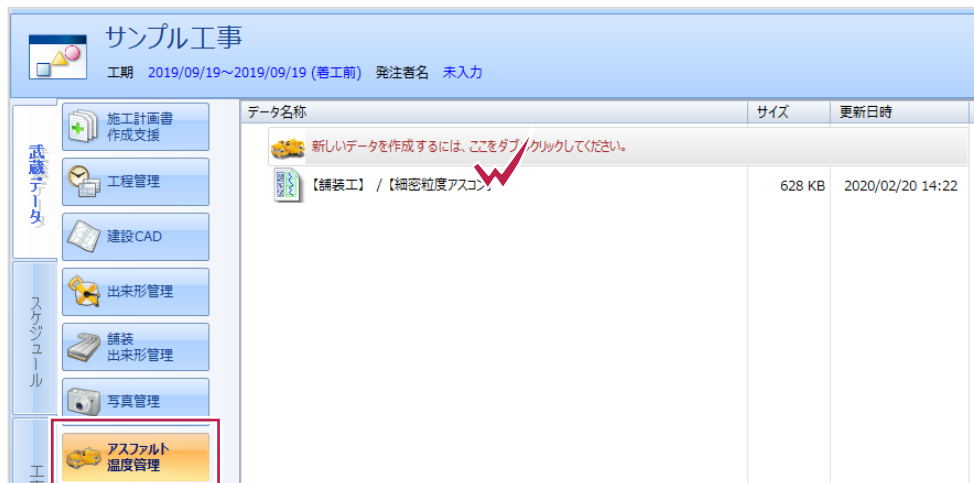 サンプル工事
工期 2019/09/19～2019/09/19 (着工前) 発注者名 未入力
武蔵データ
スケジュール
施工計画書
作成支援
工程管理
建設CAD
出来形管理
舗装
出来形管理
写真管理
アスファルト
温度管理
データ名称 サイズ 更新日時
新しいデータを作成するには、ここをダブルクリックしてください。
【舗装工】 /【細密粒度アスコン】 628 KB 2020/02/20 14:22